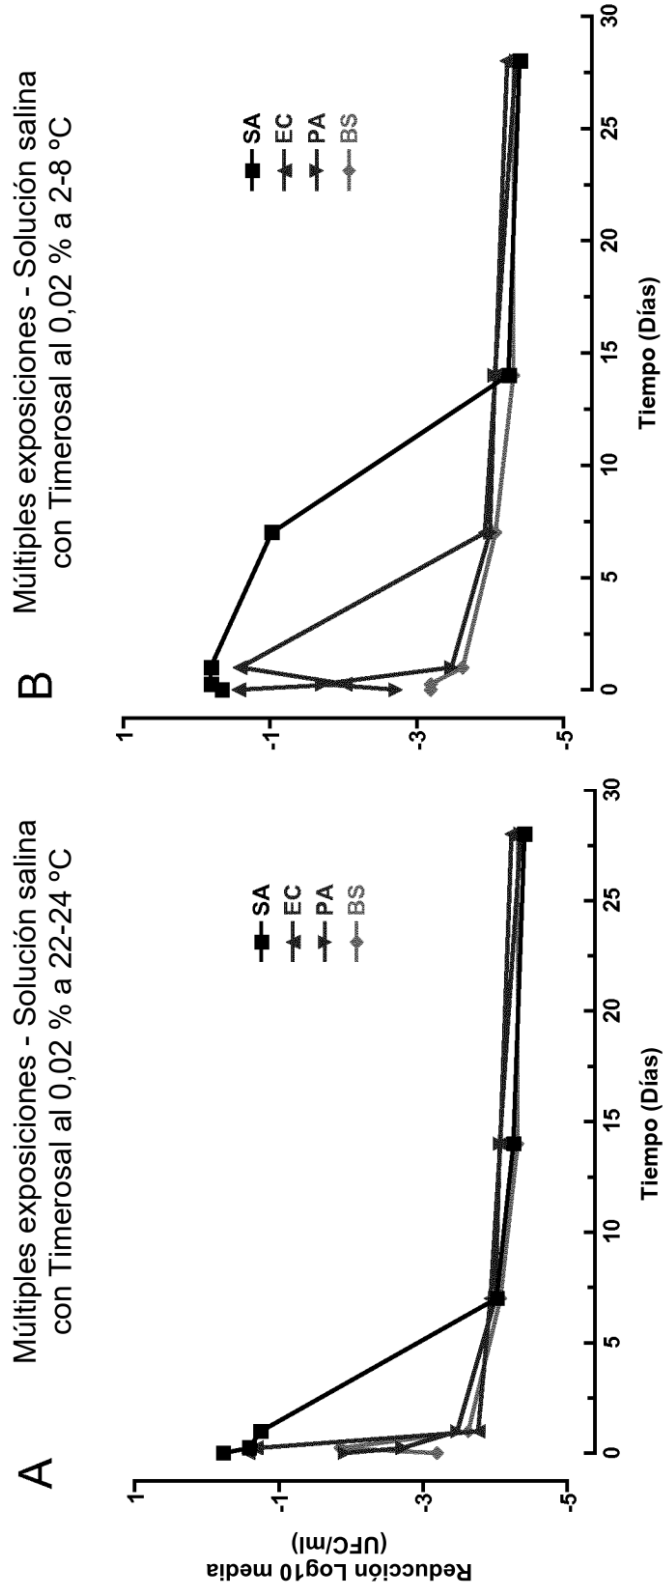 A
Múltiples exposiciones - Solución salina
con Timerosal al 0,02 % a 22-24 ºC
Reducción Log10 media
(UFC/ml)
1
-1
-3
-5
0
5
10
15
20
25
30
Tiempo (Días)
SA
EC
PA
BS
B
Múltiples exposiciones - Solución salina
con Timerosal al 0,02 % a 2-8 ºC
1
-1
-3
-5
0
5
10
15
20
25
30
Tiempo (Días)
SA
EC
PA
BS